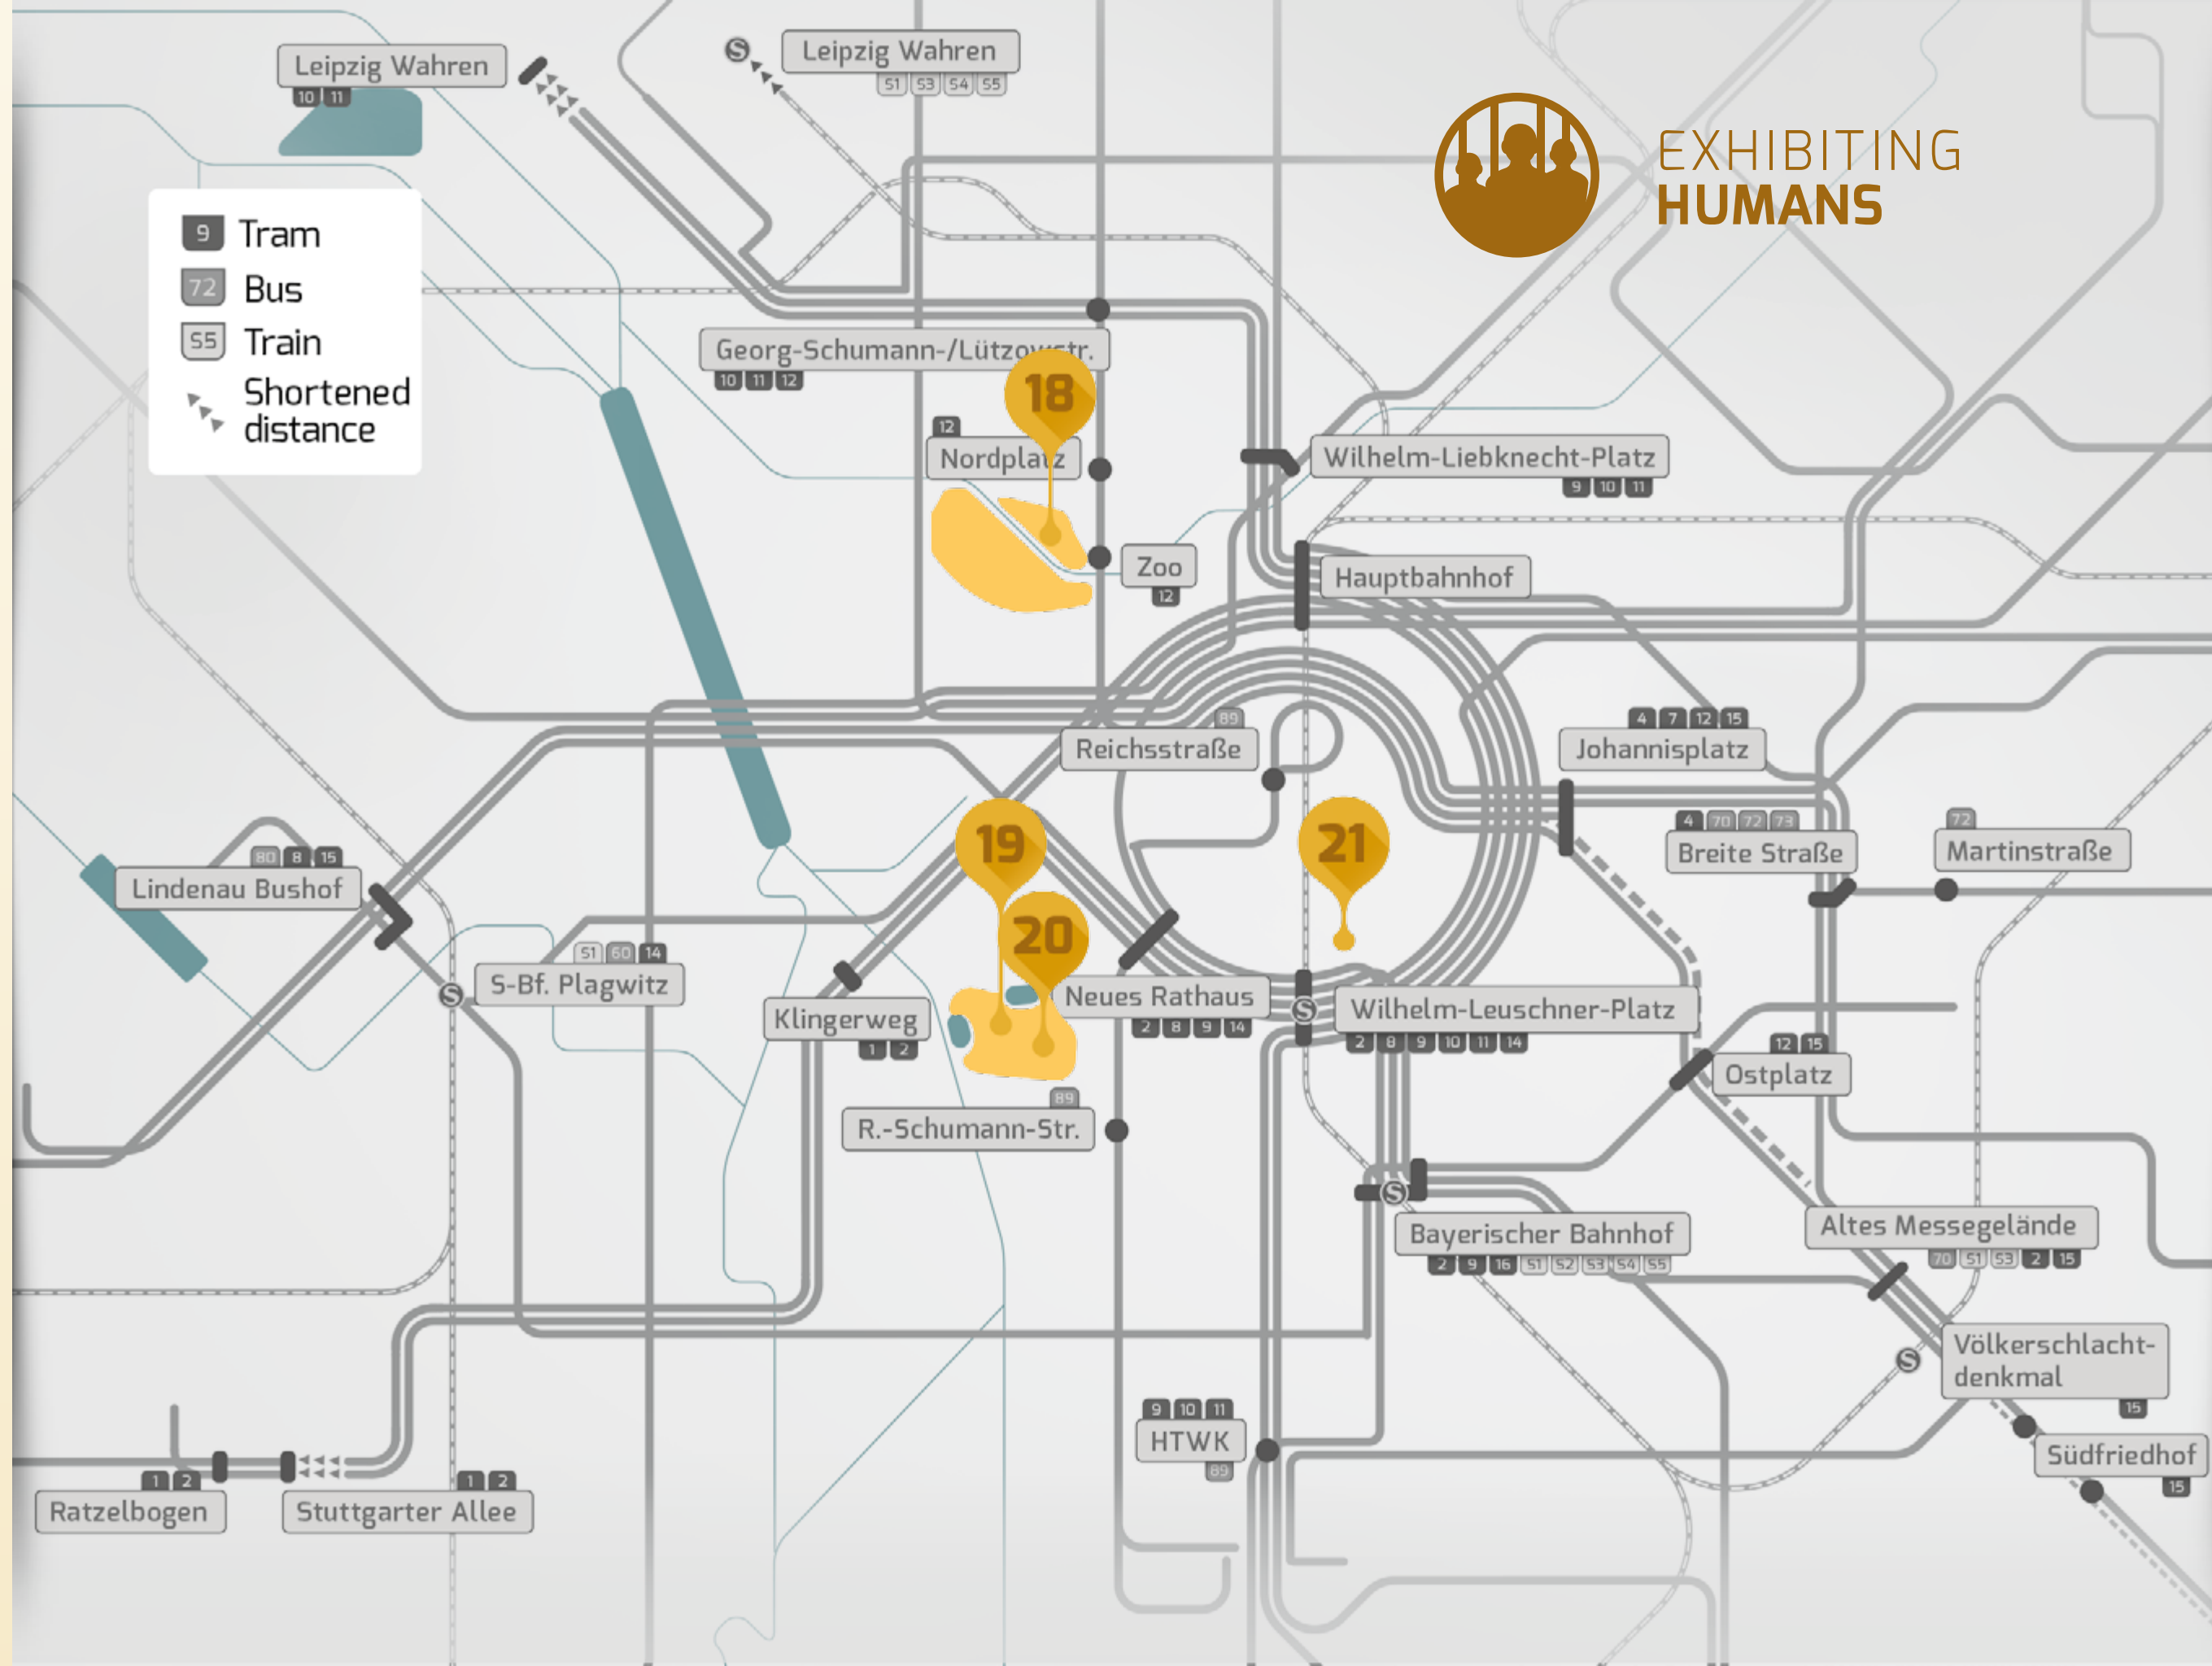 Leipzig Wahren
10 11
S
Leipzig Wahren
S1 S3 S4 S5
EXHIBITING
HUMANS
9 Tram
72 Bus
S5 Train
Shortened
distance
Georg-Schumann-/Lützowstr.
10 11 12
18
12
Nordplatz
Wilhelm-Liebknecht-Platz
9 10 11
Zoo
12
Hauptbahnhof
89
Reichsstraße
4 7 12 15
Johannisplatz
4 70 72 73
Breite Straße
72
Martinstraße
80 8 15
Lindenau Bushof
19
21
20
S1 60 14
S-Bf. Plagwitz
S
Klingerweg
1 2
Neues Rathaus
2 8 9 14
S
Wilhelm-Leuschner-Platz
2 8 9 10 11 14
12 15
Ostplatz
89
R.-Schumann-Str.
S
Bayerischer Bahnhof
2 9 16 S1 S2 S3 S4 S5
Altes Messegelände
70 S1 S3 2 15
S
Völkerschlacht-
denkmal
15
9 10 11
HTWK
89
Südfriedhof
15
1 2
Ratzelbogen
1 2
Stuttgarter Allee